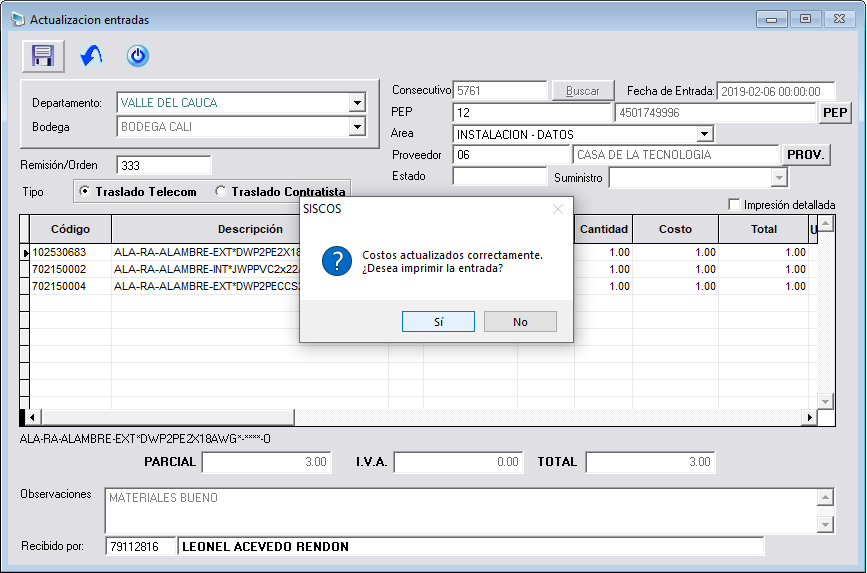 Actualizacion entradas
Departamento: VALLE DEL CAUCA
Bodega BODEGA CALI
Consecutivo 5761 Buscar Fecha de Entrada: 2019-02-06 00:00:00
PEP 12 4501749996 PEP
Area INSTALACION - DATOS
Proveedor 06 CASA DE LA TECNOLOGIA PROV.
Estado Suministro
Remisión/Orden 333
Tipo Traslado Telecom Traslado Contratista
Impresión detallada
Código Descripción Cantidad Costo Total U
102530683 ALA-RA-ALAMBRE-EXT*DWP2PE2X18 1.00 1.00 1.00
702150002 ALA-RA-ALAMBRE-INT*JWPPVC2x22 1.00 1.00 1.00
702150004 ALA-RA-ALAMBRE-EXT*DWP2PECCS 1.00 1.00 1.00
SISCOS
Costos actualizados correctamente.
¿Desea imprimir la entrada?
Sí No
ALA-RA-ALAMBRE-EXT*DWP2PE2X18AWG*-****-O
PARCIAL 3.00 I.V.A. 0.00 TOTAL 3.00
Observaciones MATERIALES BUENO
Recibido por: 79112816 LEONEL ACEVEDO RENDON